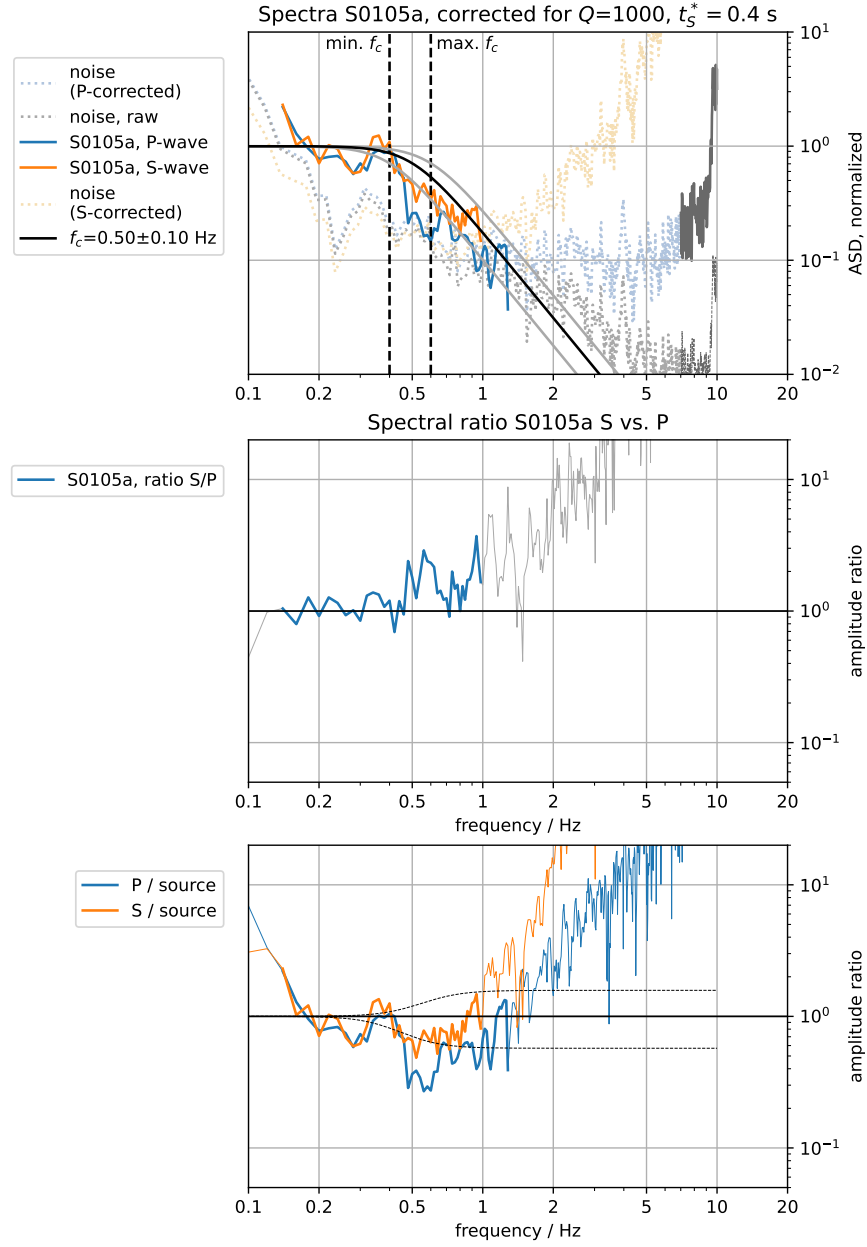 Spectra S0105a, corrected for Q=1000, t_S^* = 0.4 s
min. f_c
max. f_c
noise
(P-corrected)
noise, raw
S0105a, P-wave
S0105a, S-wave
noise
(S-corrected)
f_c=0.50±0.10 Hz
10^1
10^0
10^−1
10^−2
ASD, normalized
0.1 0.2 0.5 1 2 5 10 20
Spectral ratio S0105a S vs. P
S0105a, ratio S/P
10^1
10^0
10^−1
amplitude ratio
0.1 0.2 0.5 1 2 5 10 20
frequency / Hz
P / source
S / source
10^1
10^0
10^−1
amplitude ratio
0.1 0.2 0.5 1 2 5 10 20
frequency / Hz